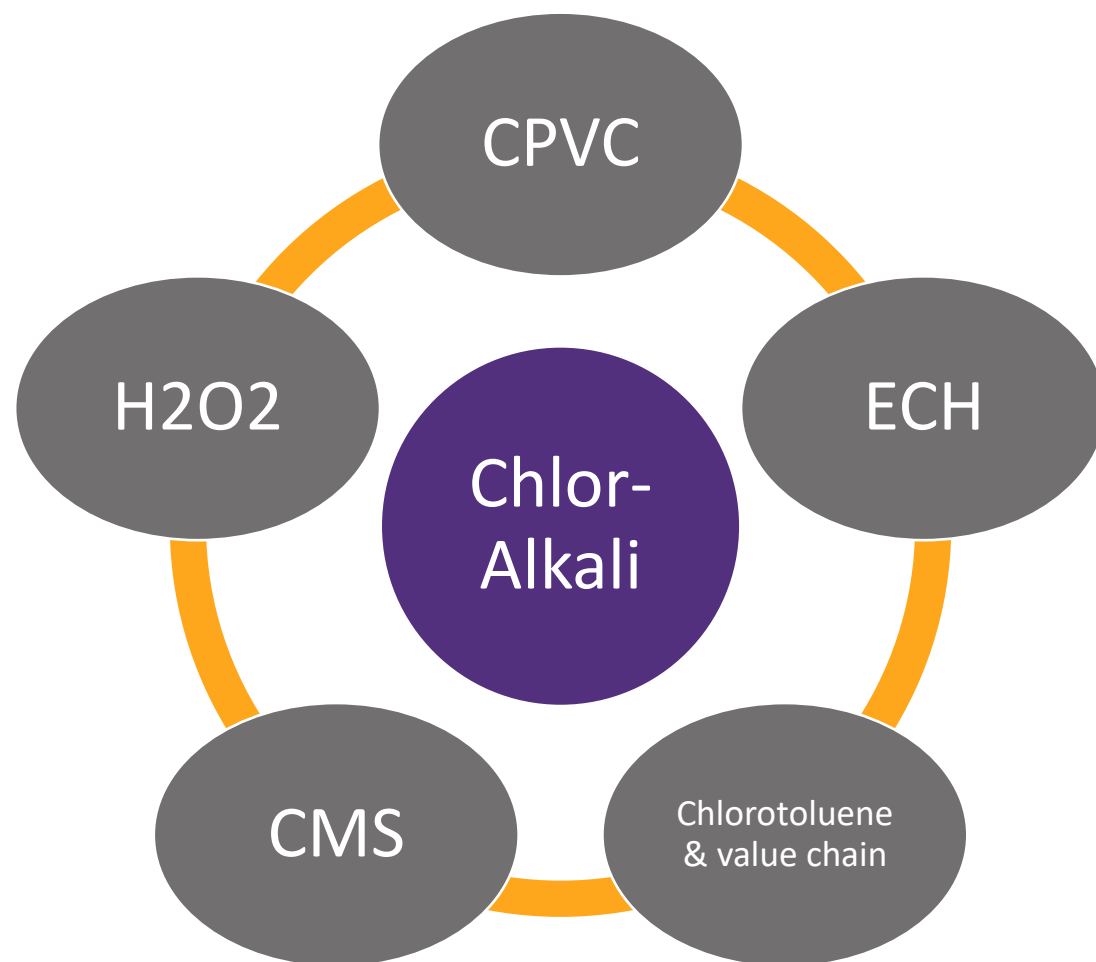 CPVC
H2O2
ECH
Chlor-
Alkali
CMS
Chlorotoluene
& value chain